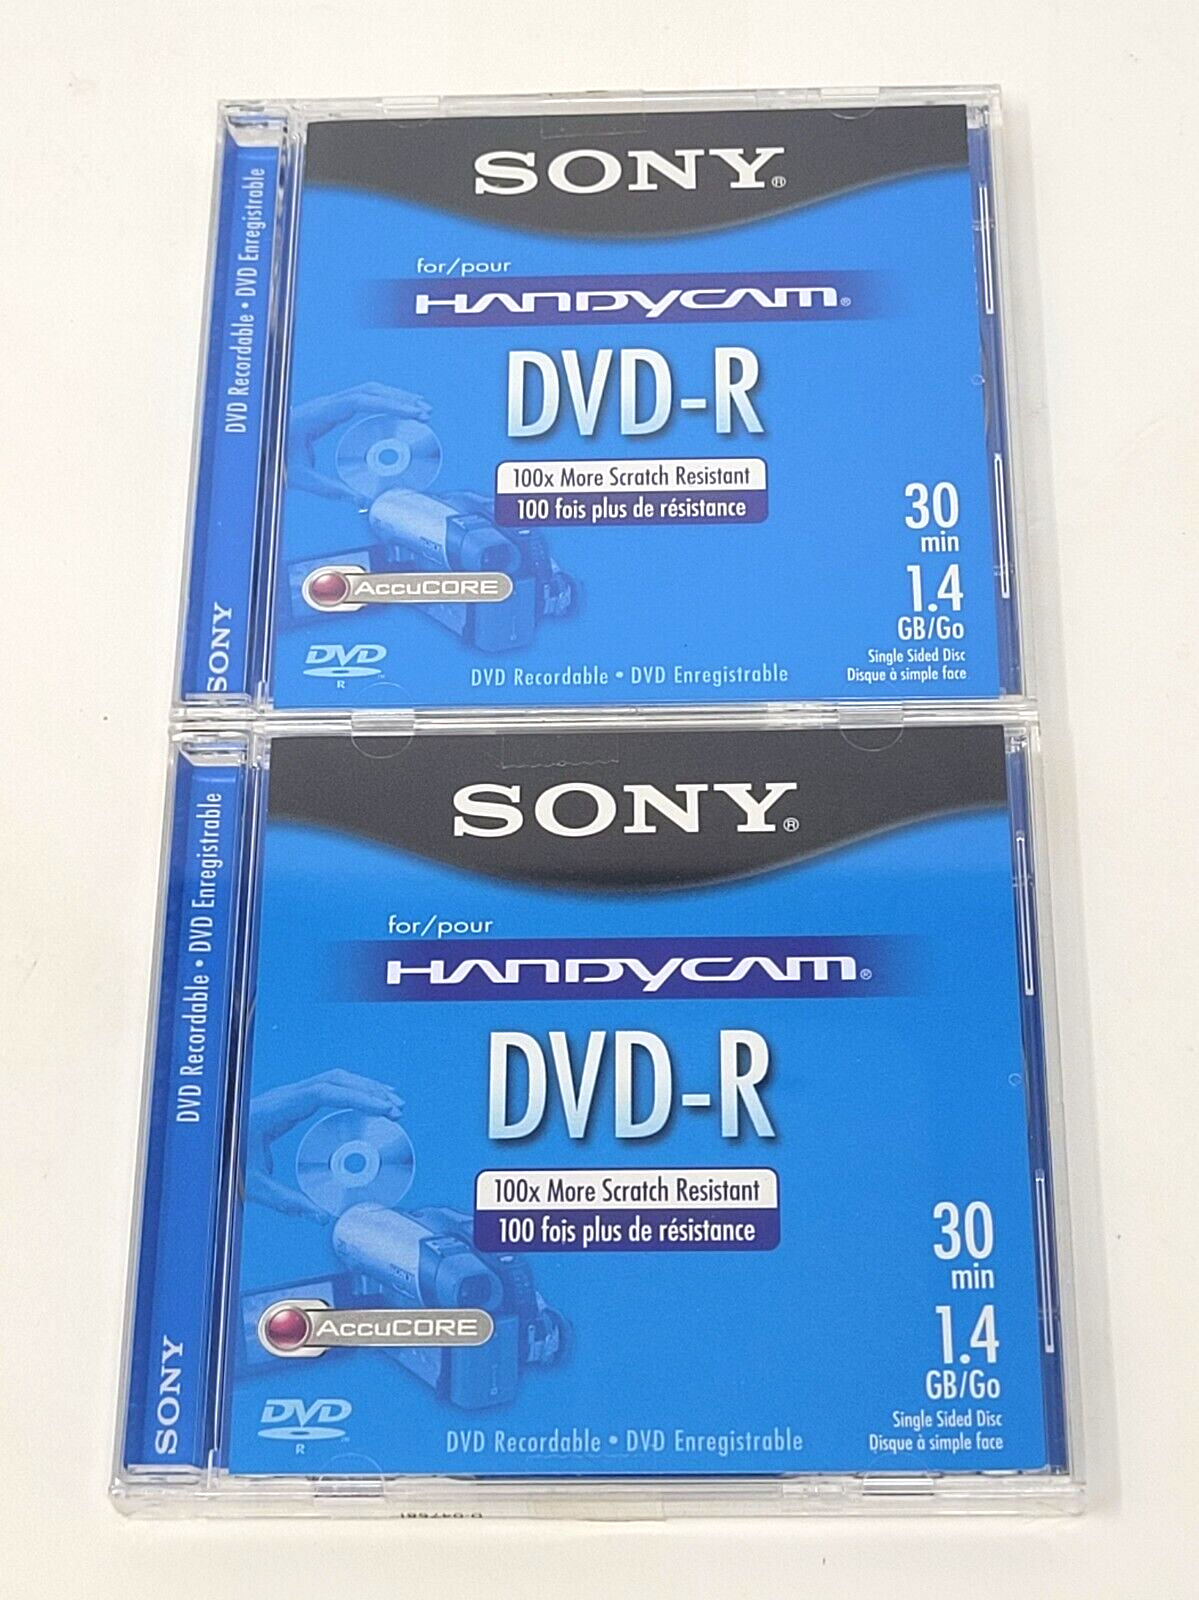 SONY®
for/pour
HANDYCAM®
DVD-R
100x More Scratch Resistant
100 fois plus de résistance
30
min
1.4
GB/Go
Single Sided Disc
Disque à simple face
AccuCORE
DVD
R
DVD Recordable • DVD Enregistrable
DVD Recordable • DVD Enregistrable
SONY
SONY®
for/pour
HANDYCAM®
DVD-R
100x More Scratch Resistant
100 fois plus de résistance
30
min
1.4
GB/Go
Single Sided Disc
Disque à simple face
AccuCORE
DVD
R
DVD Recordable • DVD Enregistrable
DVD Recordable • DVD Enregistrable
SONY